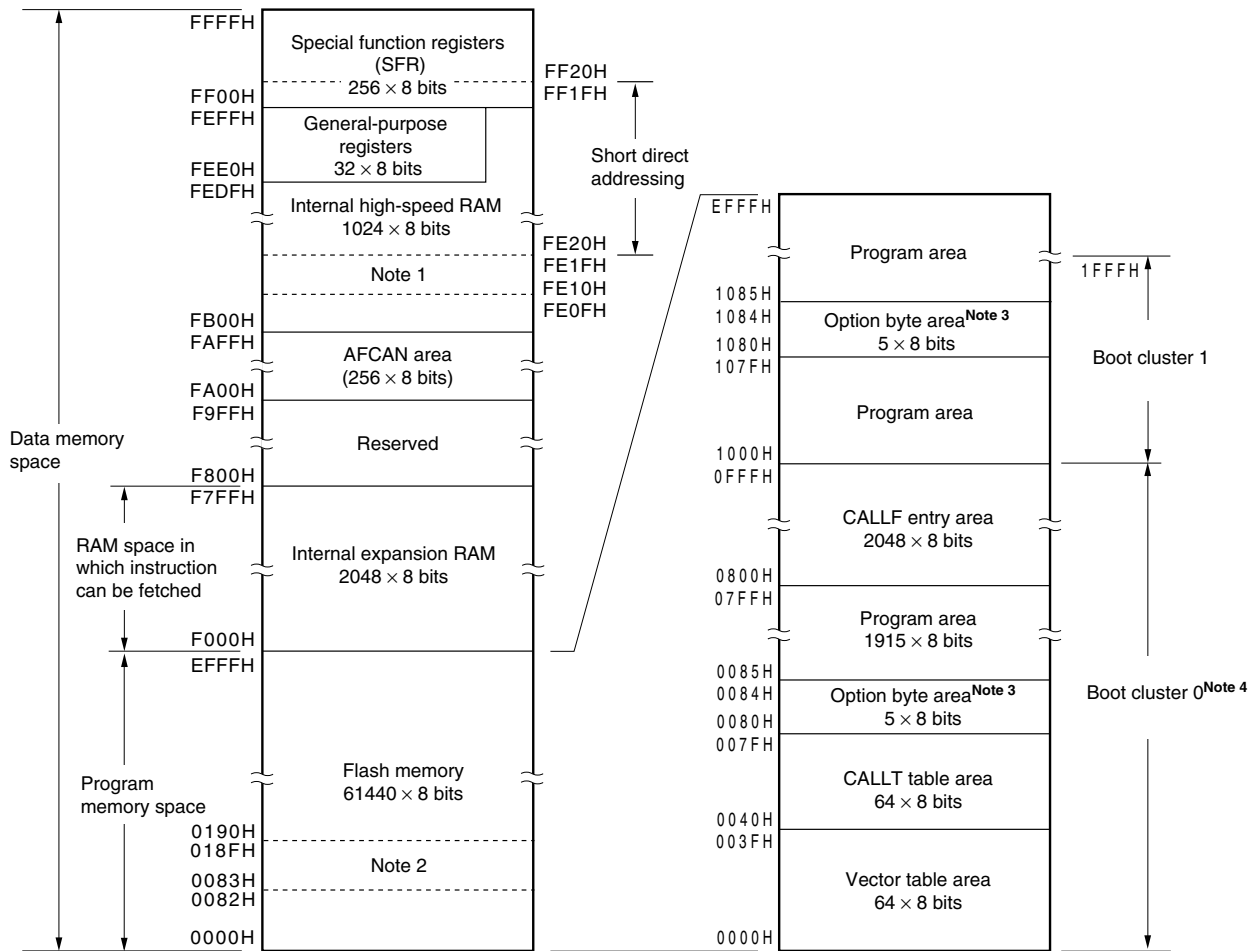 FFFFH
Special function registers
(SFR)
256 × 8 bits
FF20H
FF1FH
FF00H
FEFFH
General-purpose
registers
32 × 8 bits
FEE0H
FEDFH
Short direct
addressing
Internal high-speed RAM
1024 × 8 bits
FE20H
FE1FH
Note 1
FE10H
FE0FH
FB00H
FAFFH
AFCAN area
(256 × 8 bits)
FA00H
F9FFH
Reserved
Data memory
space
F800H
F7FFH
RAM space in
which instruction
can be fetched
Internal expansion RAM
2048 × 8 bits
F000H
EFFFH
Program
memory space
Flash memory
61440 × 8 bits
0190H
018FH
Note 2
0083H
0082H
0000H
EFFFH
Program area
1FFFH
1085H
1084H
Option byte area Note 3
5 × 8 bits
1080H
107FH
Boot cluster 1
Program area
1000H
0FFFH
CALLF entry area
2048 × 8 bits
0800H
07FFH
Program area
1915 × 8 bits
0085H
0084H
Option byte area Note 3
5 × 8 bits
Boot cluster 0 Note 4
0080H
007FH
CALLT table area
64 × 8 bits
0040H
003FH
Vector table area
64 × 8 bits
0000H